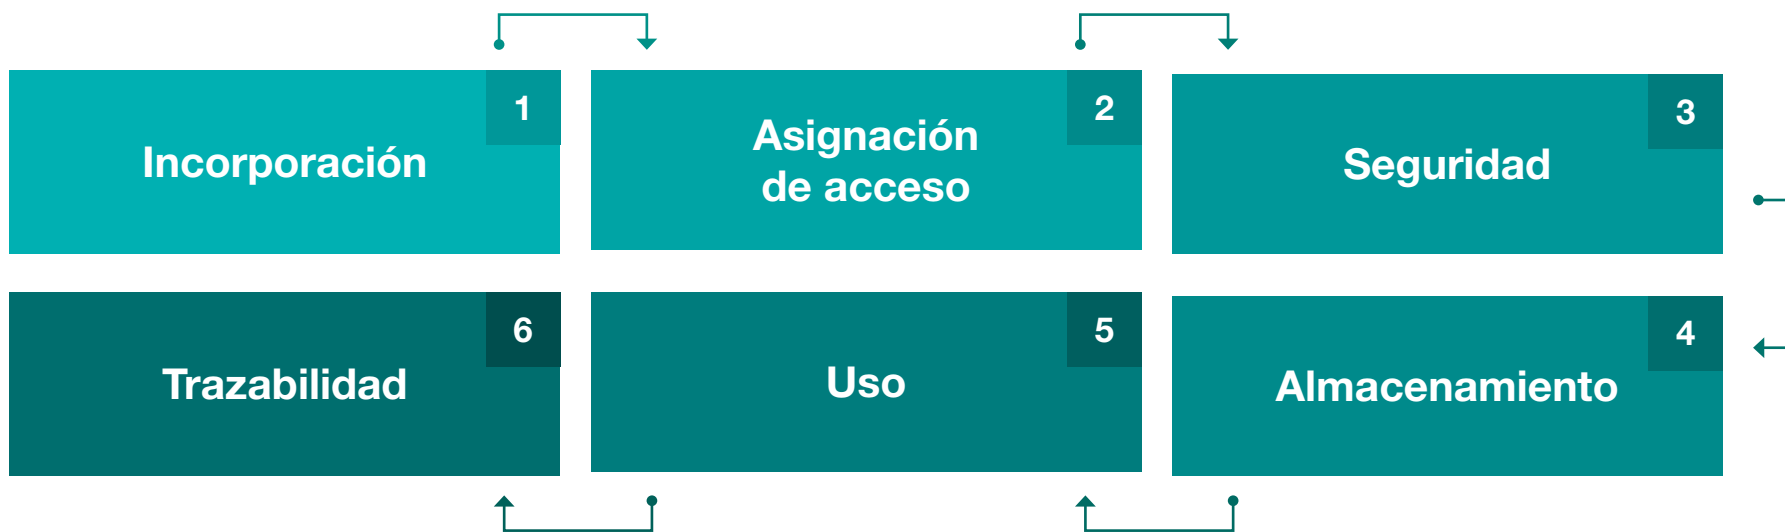 1
Incorporación
2
Asignación
de acceso
3
Seguridad
4
Almacenamiento
5
Uso
6
Trazabilidad